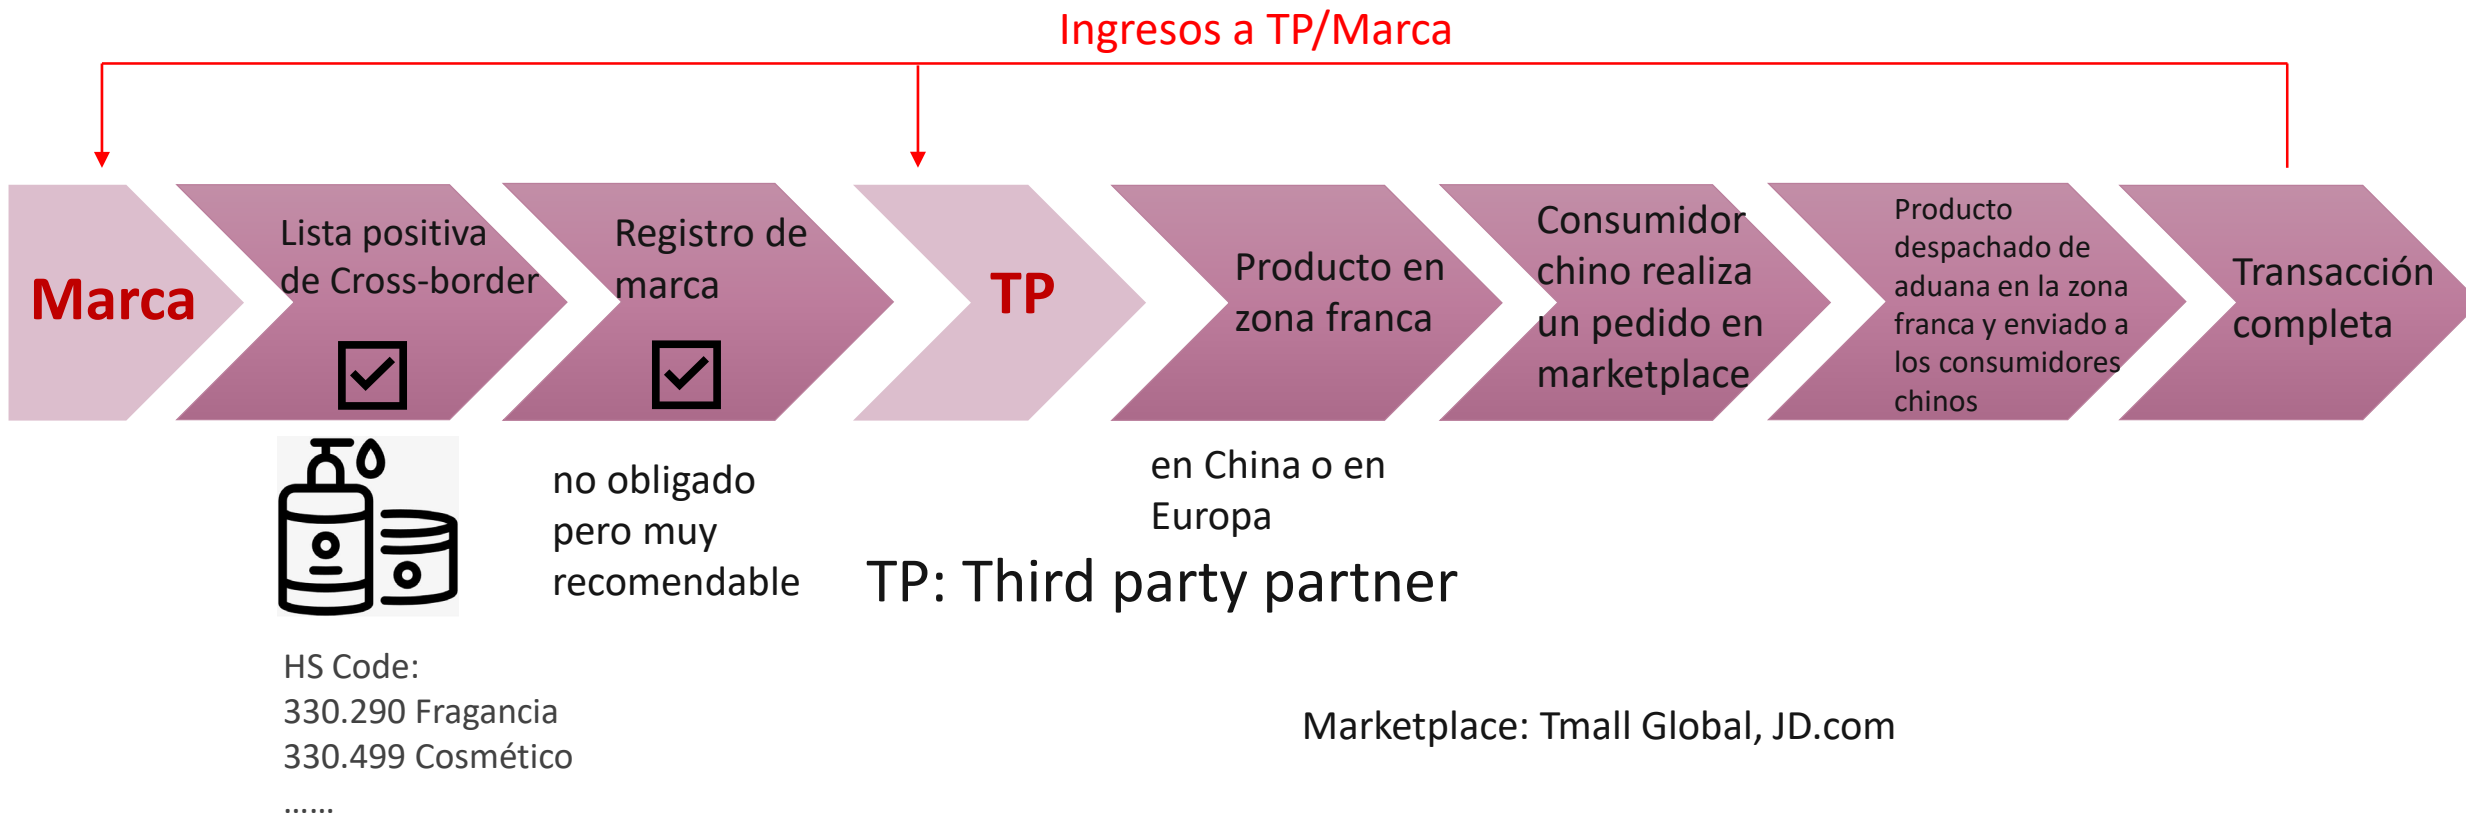 Ingresos a TP/Marca
Marca
Lista positiva
de Cross-border
Registro de
marca
TP
Producto en
zona franca
Consumidor
chino realiza
un pedido en
marketplace
Producto
despachado de
aduana en la zona
franca y enviado a
los consumidores
chinos
Transacción
completa
no obligado
pero muy
recomendable
en China o en
Europa
TP: Third party partner
HS Code:
330.290 Fragancia
330.499 Cosmético
……
Marketplace: Tmall Global, JD.com